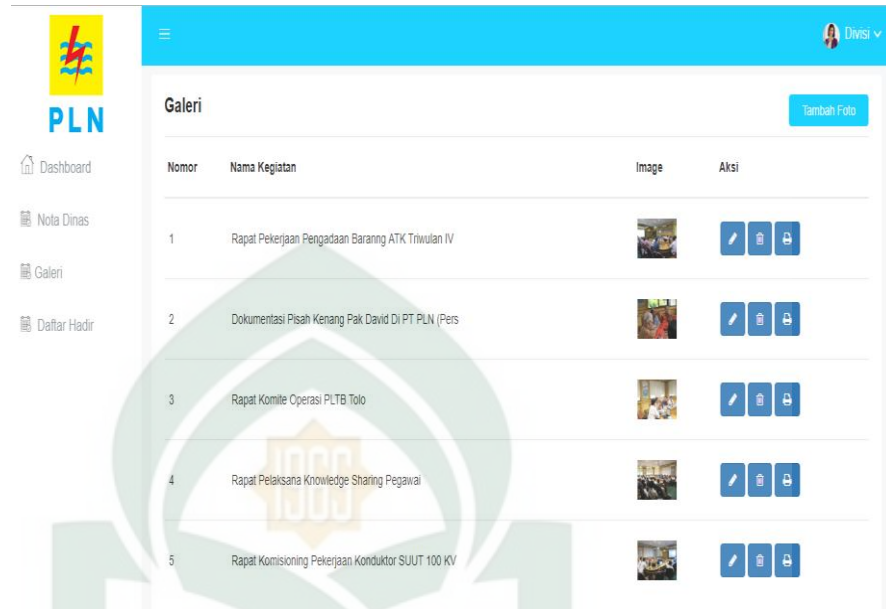 PLN
Dashboard
Nota Dinas
Galeri
Daftar Hadir
Divisi
Galeri
Tambah Foto
Nomor Nama Kegiatan Image Aksi
1 Rapat Pekerjaan Pengadaan Baranng ATK Triwulan IV
2 Dokumentasi Pisah Kenang Pak David Di PT PLN (Pers
3 Rapat Komite Operasi PLTB Tolo
4 Rapat Pelaksana Knowledge Sharing Pegawai
5 Rapat Komisioning Pekerjaan Konduktor SUUT 100 KV
1965